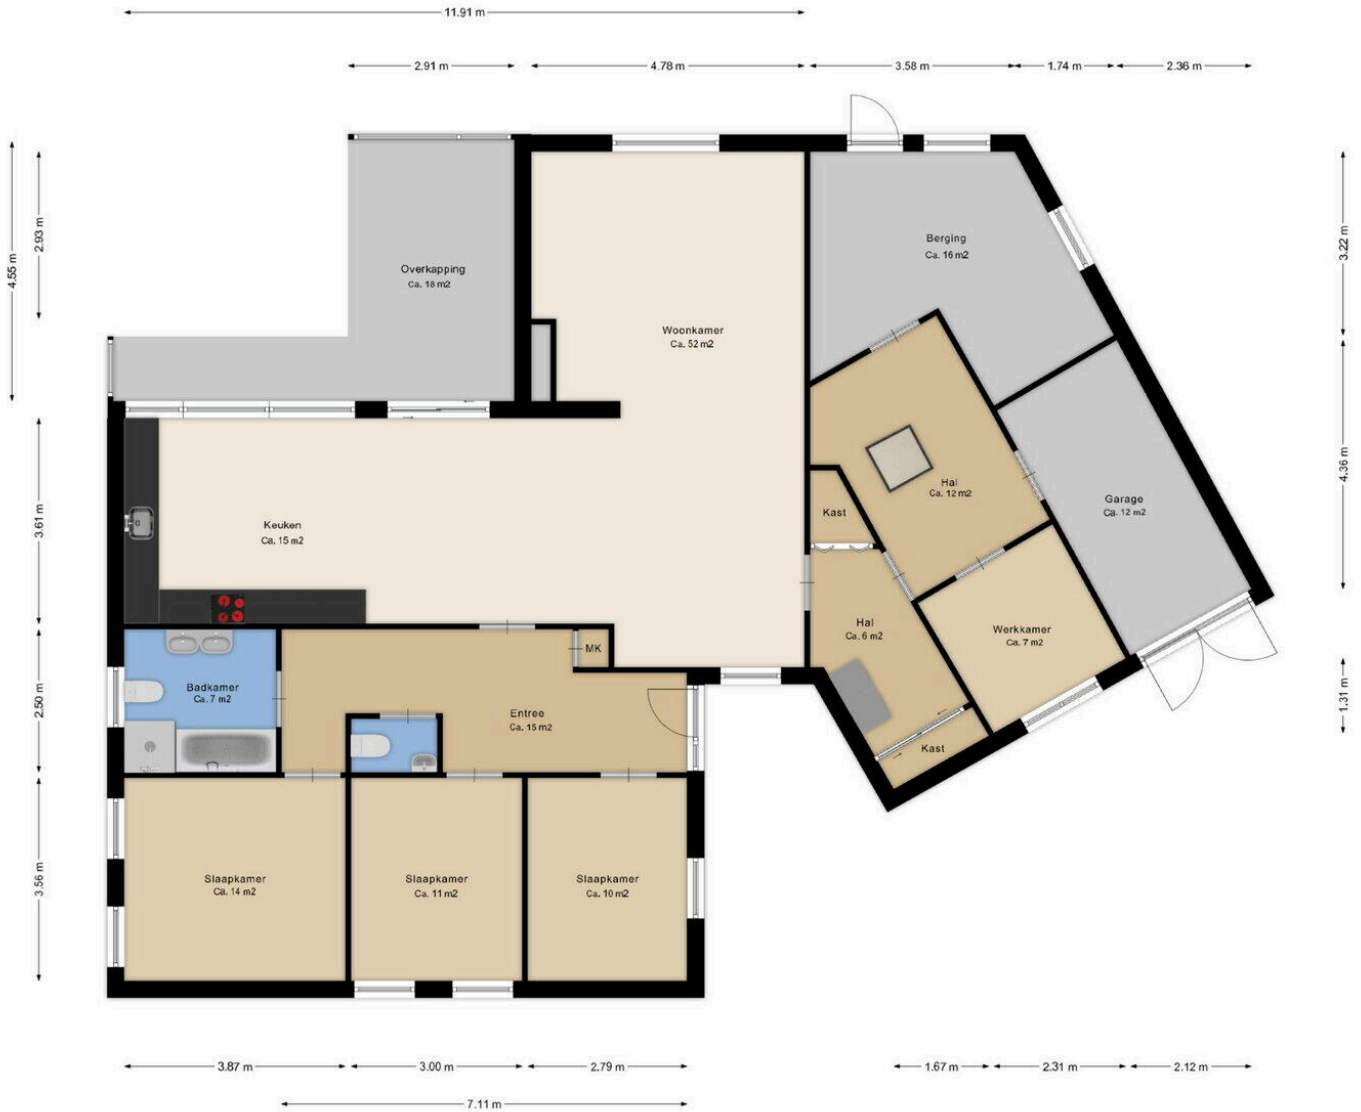 11.91 m
2.91 m
4.78 m
3.58 m
1.74 m
2.36 m
4.55 m
2.93 m
3.22 m
Berging
Ca. 16 m2
Overkapping
Ca. 18 m2
Woonkamer
Ca. 52 m2
4.36 m
Hal
Ca. 12 m2
Garage
Ca. 12 m2
Kast
3.61 m
Keuken
Ca. 15 m2
Hal
Ca. 6 m2
Werkkamer
Ca. 7 m2
MK
2.50 m
Badkamer
Ca. 7 m2
Entree
Ca. 15 m2
1.31 m
Kast
3.56 m
Slaapkamer
Ca. 14 m2
Slaapkamer
Ca. 11 m2
Slaapkamer
Ca. 10 m2
3.87 m
3.00 m
2.79 m
1.67 m
2.31 m
2.12 m
7.11 m